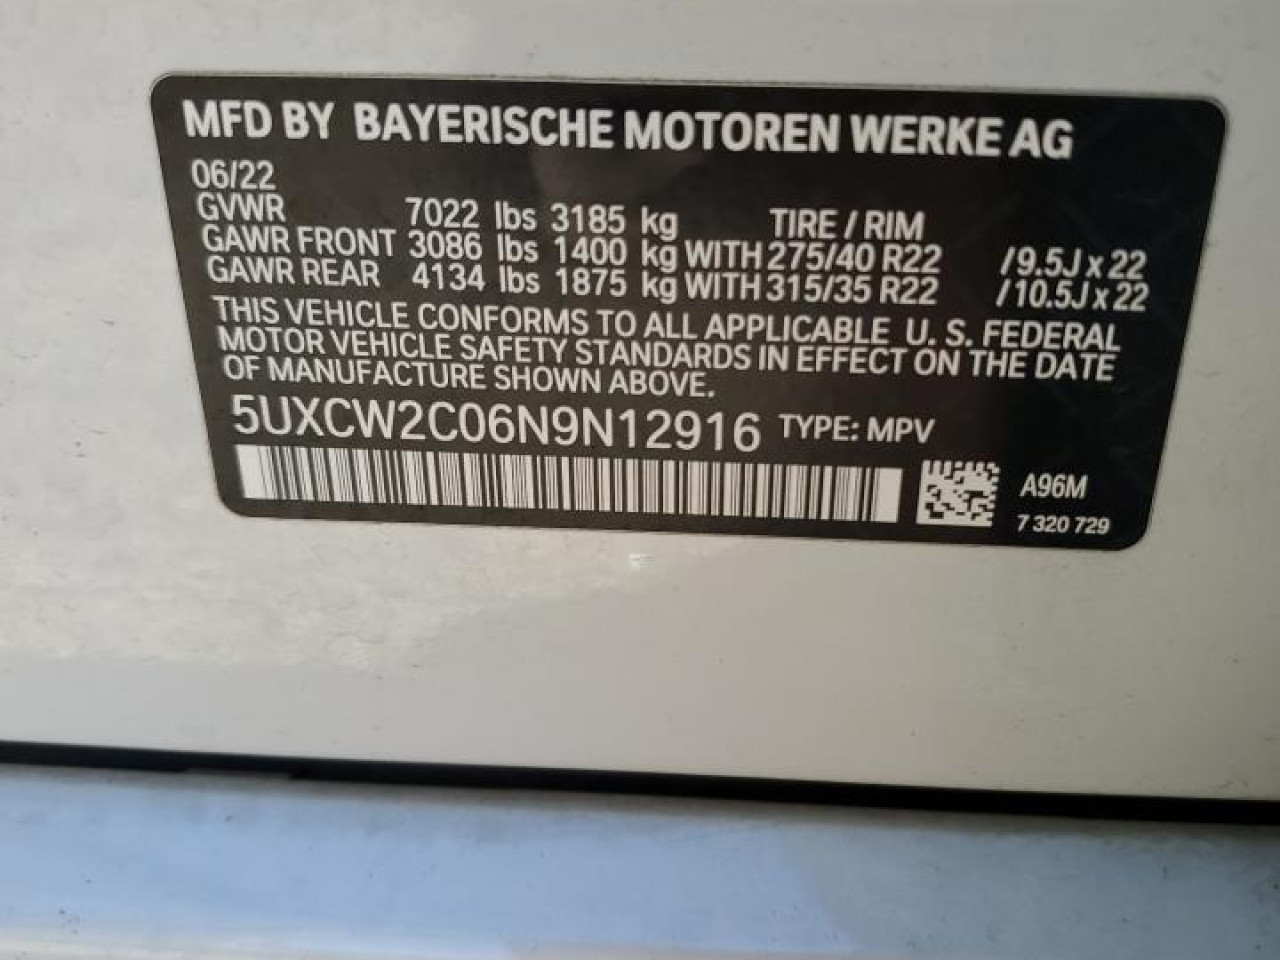 MFD BY BAYERISCHE MOTOREN WERKE AG
06/22
GVWR 7022 lbs 3185 kg TIRE / RIM
GAWR FRONT 3086 lbs 1400 kg WITH 275/40 R22 /9.5J x 22
GAWR REAR 4134 lbs 1875 kg WITH 315/35 R22 /10.5J x 22
THIS VEHICLE CONFORMS TO ALL APPLICABLE U. S. FEDERAL
MOTOR VEHICLE SAFETY STANDARDS IN EFFECT ON THE DATE
OF MANUFACTURE SHOWN ABOVE.
5UXCW2C06N9N12916 TYPE: MPV
A96M
7 320 729